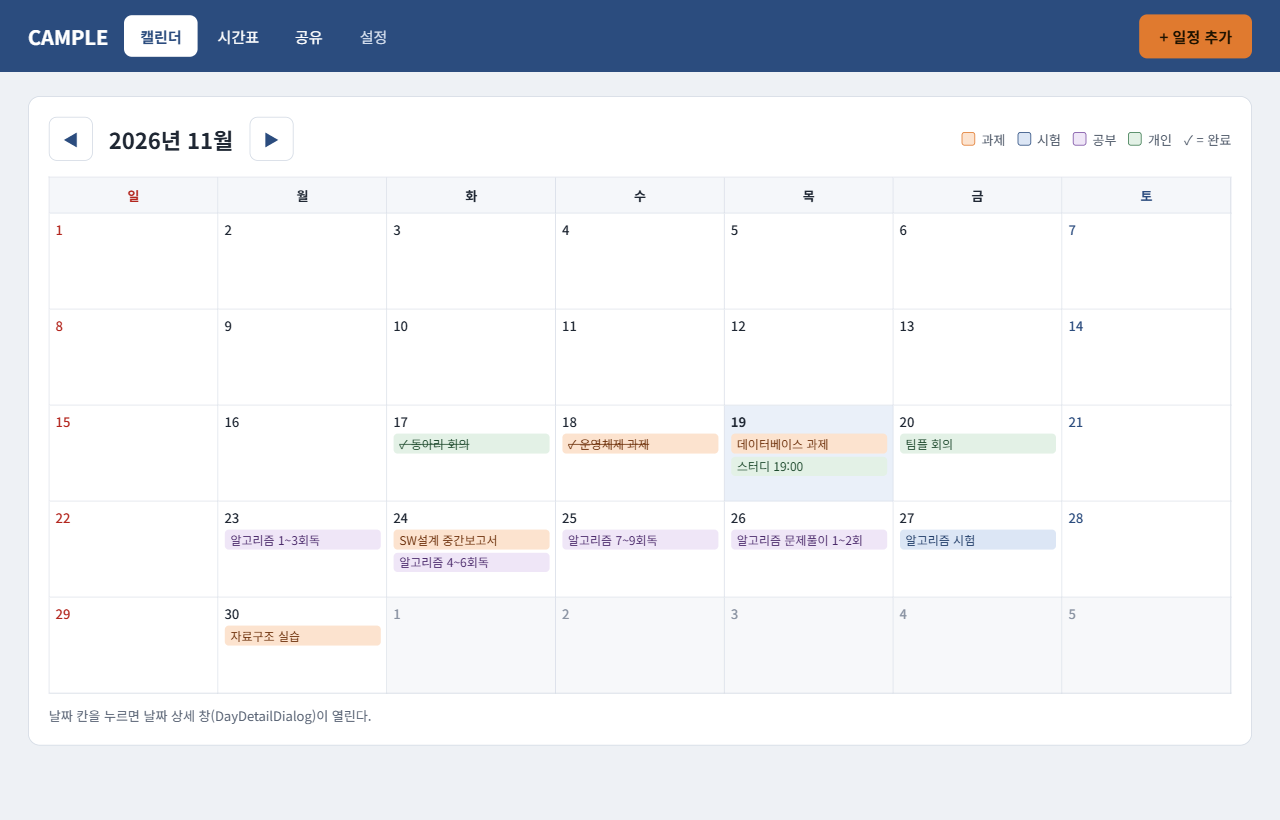 CAMPLE 캘린더 시간표 공유 설정 + 일정 추가
◀ 2026년 11월 ▶ 과제 시험 공부 개인 ✓ = 완료
일 월 화 수 목 금 토
1 2 3 4 5 6 7
8 9 10 11 12 13 14
15 16 17 18 19 20 21
✓ 동아리 회의 ✓ 운영체제 과제 데이터베이스 과제 팀플 회의
스터디 19:00
22 23 24 25 26 27 28
알고리즘 1~3회독 SW설계 중간보고서 알고리즘 7~9회독 알고리즘 문제풀이 1~2회 알고리즘 시험
알고리즘 4~6회독
29 30 1 2 3 4 5
자료구조 실습
날짜 칸을 누르면 날짜 상세 창(DayDetailDialog)이 열린다.